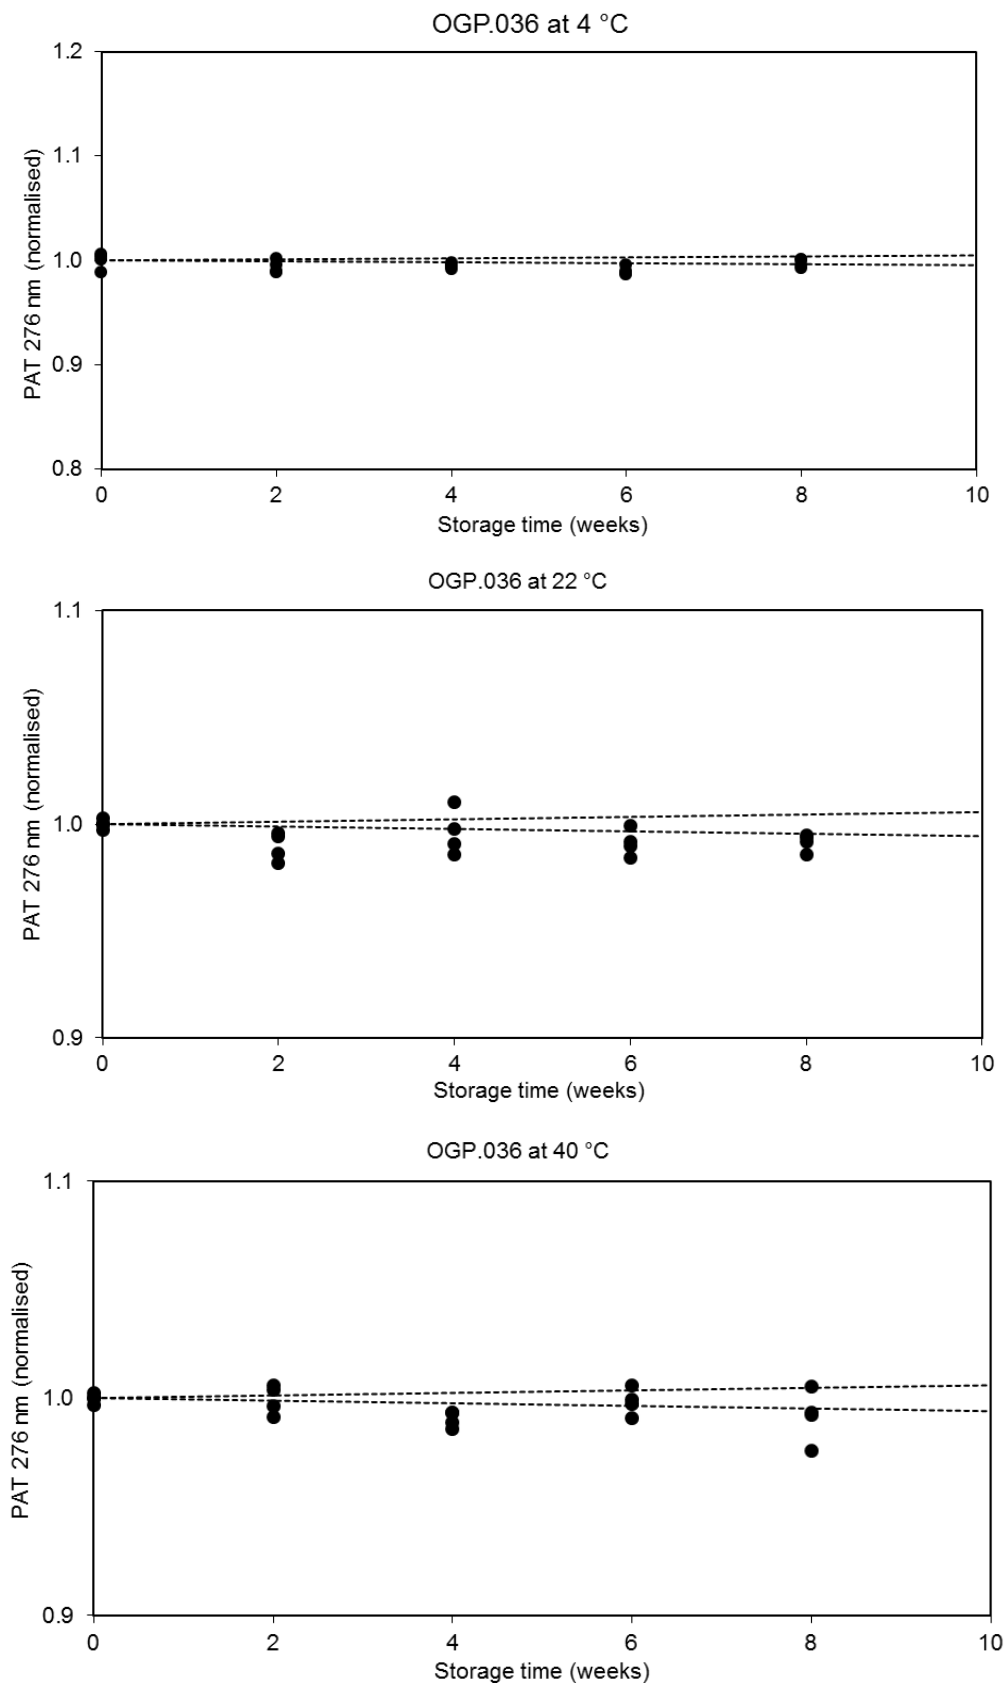 OGP.036 at 4 °C
PAT 276 nm (normalised)
1.2
1.1
1.0
0.9
0.8
0 2 4 6 8 10
Storage time (weeks)
OGP.036 at 22 °C
PAT 276 nm (normalised)
1.1
1.0
0.9
0 2 4 6 8 10
Storage time (weeks)
OGP.036 at 40 °C
PAT 276 nm (normalised)
1.1
1.0
0.9
0 2 4 6 8 10
Storage time (weeks)